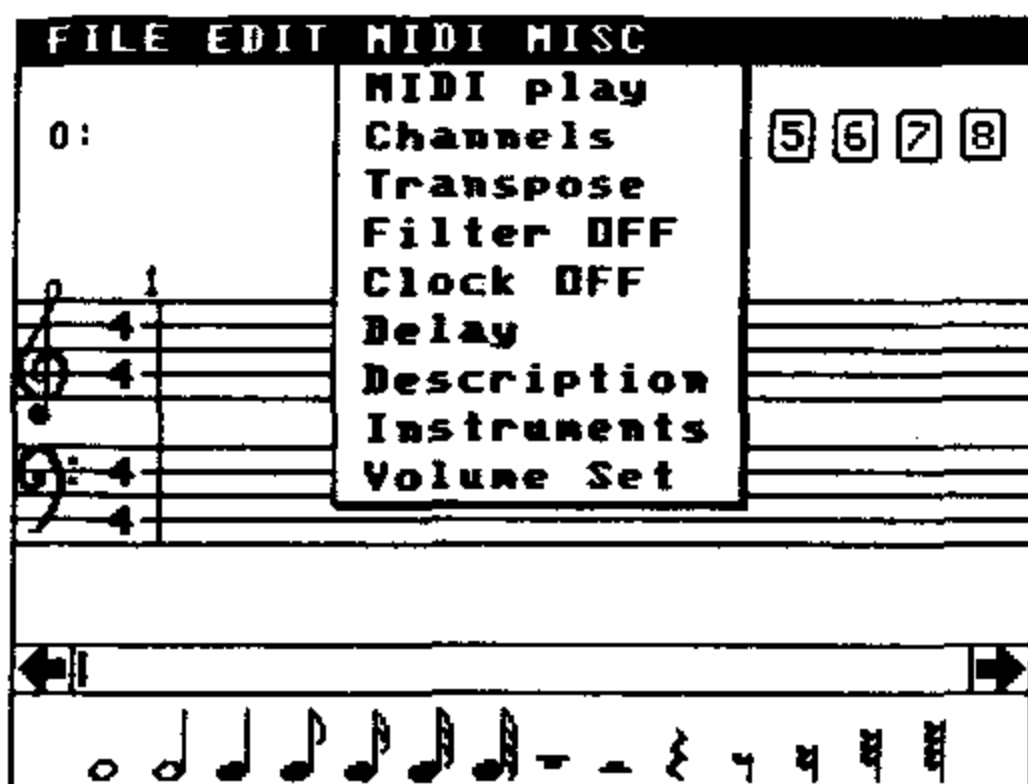 FILE EDIT MIDI MISC
MIDI play
0:
Channels
5 6 7 8
Transpose
Filter OFF
Clock OFF
1
Delay
4
Description
4
Instruments
Volume Set
4
4